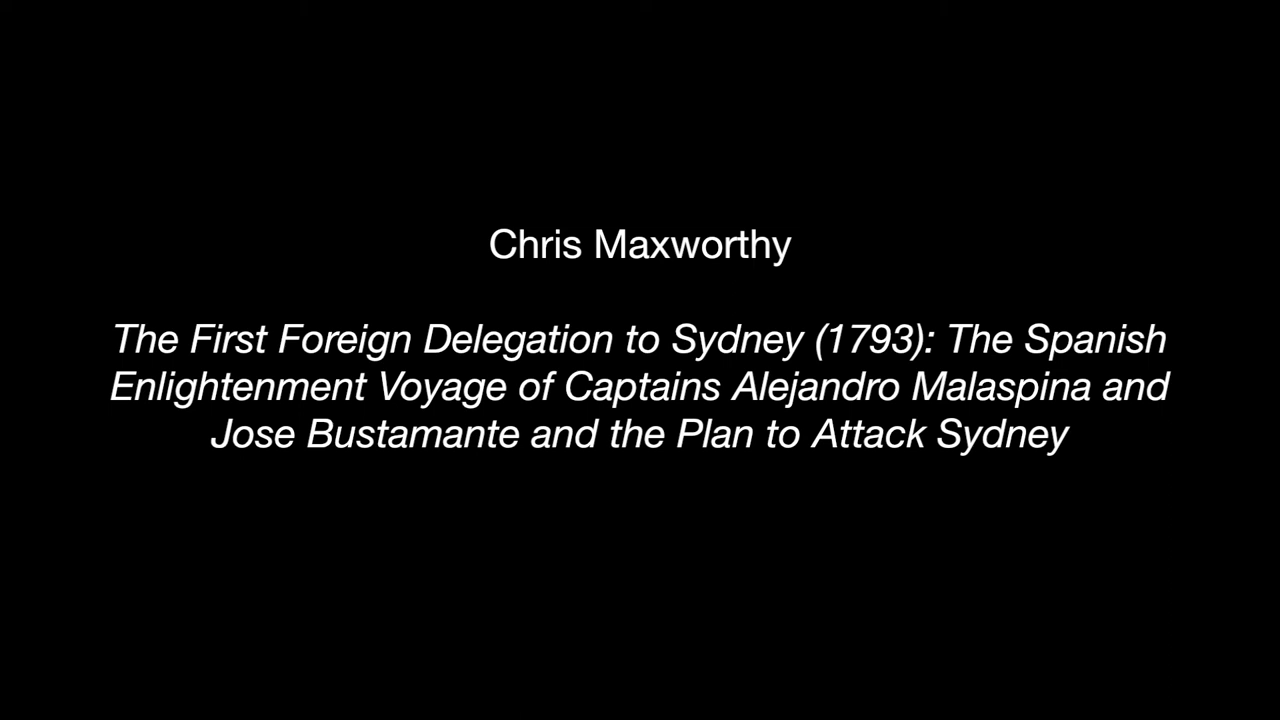 Chris Maxworthy
The First Foreign Delegation to Sydney (1793): The Spanish
Enlightenment Voyage of Captains Alejandro Malaspina and
Jose Bustamante and the Plan to Attack Sydney